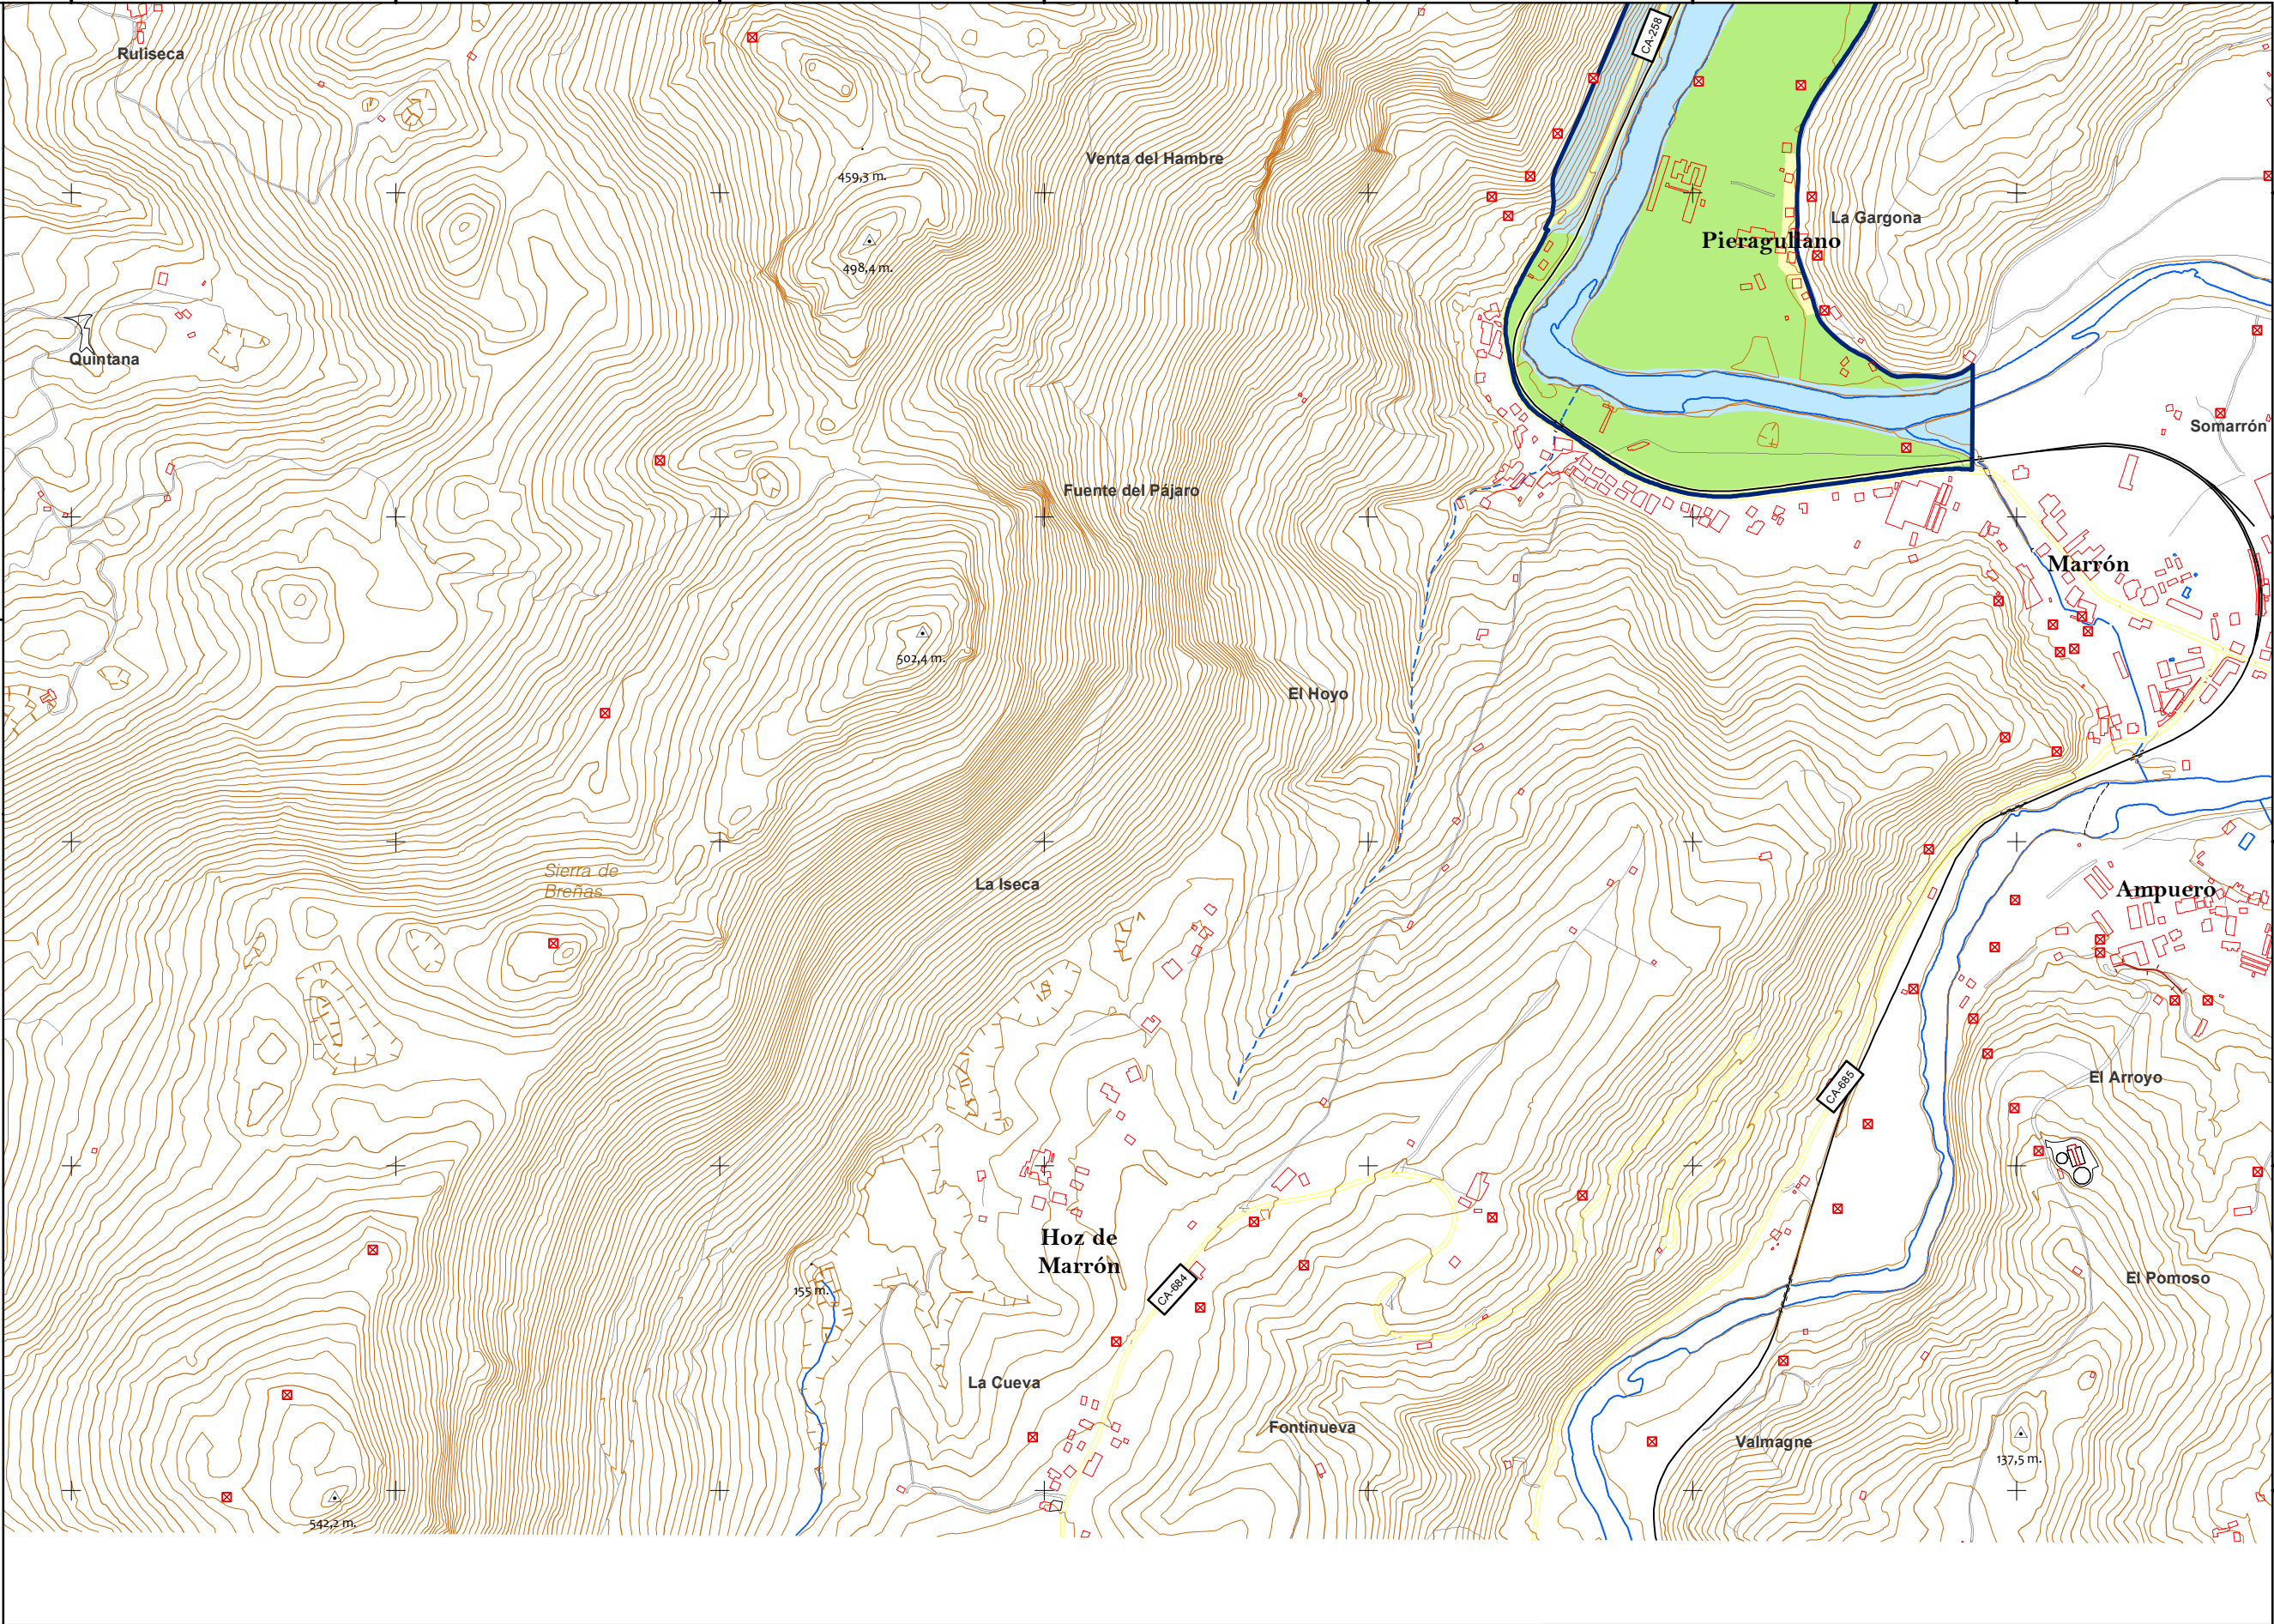 CA-258
Ruliseca
Venta del Hambre
459,3 m.
La Gargona
Pieragullano
498,4 m.
Quintana
Somarrón
Fuente del Pájaro
Marrón
502,4 m.
El Hoyo
Sierra de
Breñas
La Iseca
Ampuero
El Arroyo
CA-685
Hoz de
Marrón
El Pomoso
155 m.
CA-684
La Cueva
Fontinueva
Valmagne
137,5 m.
542,2 m.